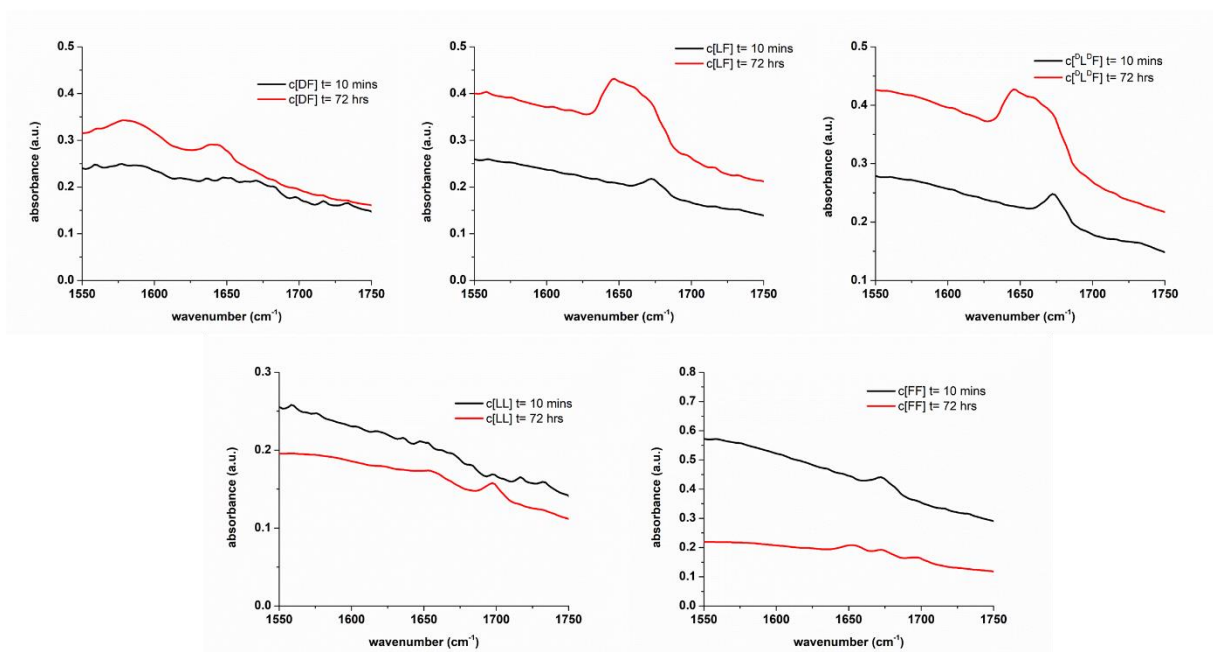 0.5
0.4
0.3
0.2
0.1
0.0
absorbance (a.u.)
c[DF] t= 10 mins
c[DF] t= 72 hrs
1550 1600 1650 1700 1750
wavenumber (cm⁻¹)
0.5
0.4
0.3
0.2
0.1
0.0
absorbance (a.u.)
c[LF] t= 10 mins
c[LF] t= 72 hrs
1550 1600 1650 1700 1750
wavenumber (cm⁻¹)
0.5
0.4
0.3
0.2
0.1
absorbance (a.u.)
c[ᴰLᴰF] t= 10 mins
c[ᴰLᴰF] t= 72 hrs
1550 1600 1650 1700 1750
wavenumber (cm⁻¹)
0.3
0.2
0.1
0.0
absorbance (a.u.)
c[LL] t= 10 mins
c[LL] t= 72 hrs
1550 1600 1650 1700 1750
wavenumber (cm⁻¹)
0.8
0.7
0.6
0.5
0.4
0.3
0.2
0.1
0.0
absorbance (a.u.)
c[FF] t= 10 mins
c[FF] t= 72 hrs
1550 1600 1650 1700 1750
wavenumber (cm⁻¹)